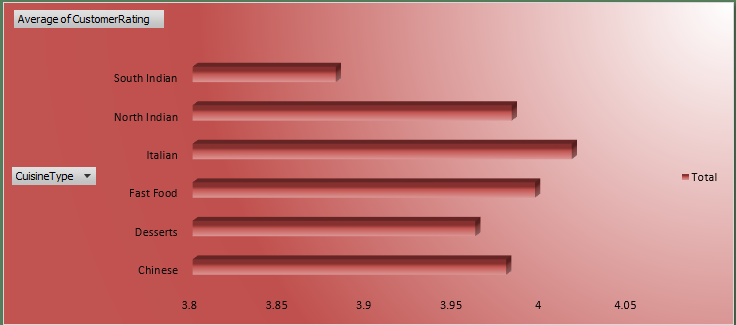 Average of CustomerRating
South Indian
North Indian
Italian
Fast Food
Desserts
Chinese
CuisineType
Total
3.8 3.85 3.9 3.95 4 4.05